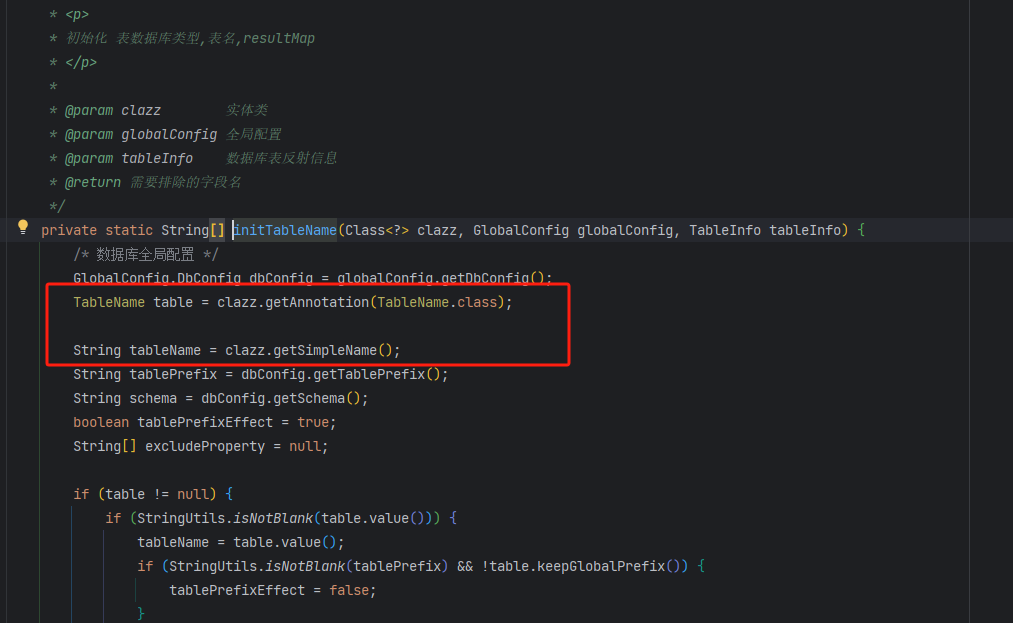 * <p>
* 初始化 表数据库类型,表名,resultMap
* </p>
*
* @param clazz 实体类
* @param globalConfig 全局配置
* @param tableInfo 数据库表反射信息
* @return 需要排除的字段名
*/
private static String[] initTableName(Class<?> clazz, GlobalConfig globalConfig, TableInfo tableInfo) {
/* 数据库全局配置 */
GlobalConfig.DbConfig dbConfig = globalConfig.getDbConfig();
TableName table = clazz.getAnnotation(TableName.class);
String tableName = clazz.getSimpleName();
String tablePrefix = dbConfig.getTablePrefix();
String schema = dbConfig.getSchema();
boolean tablePrefixEffect = true;
String[] excludeProperty = null;
if (table != null) {
if (StringUtils.isNotBlank(table.value())) {
tableName = table.value();
if (StringUtils.isNotBlank(tablePrefix) && !table.keepGlobalPrefix()) {
tablePrefixEffect = false;
}